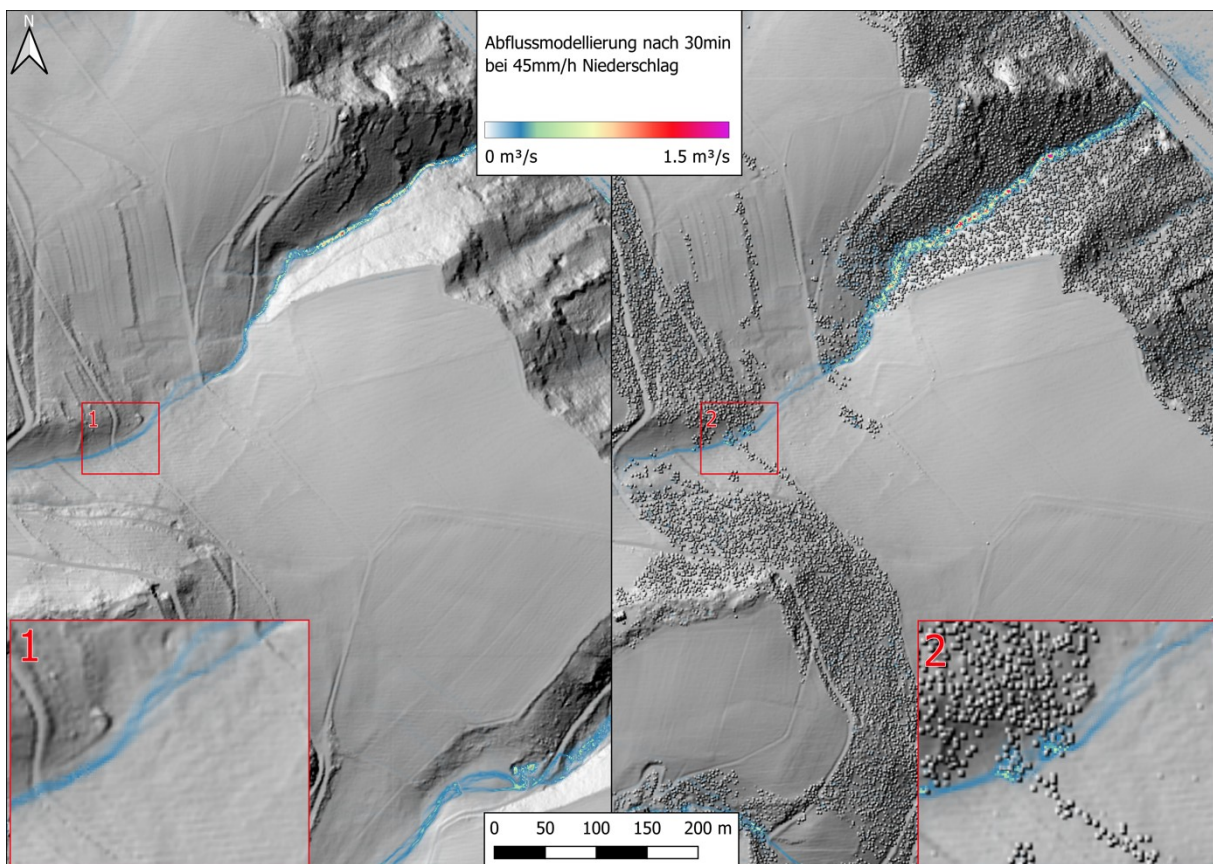 N
Abflussmodellierung nach 30min
bei 45mm/h Niederschlag
0 m³/s 1.5 m³/s
1
2
1
2
0 50 100 150 200 m